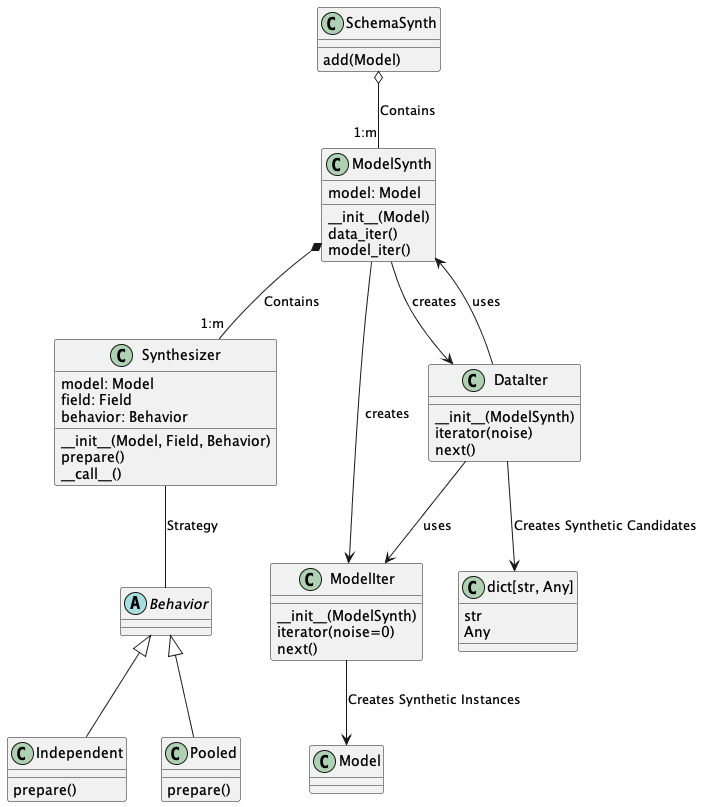 C SchemaSynth
add(Model)
Contains
1:m
C ModelSynth
model: Model
__init__(Model)
data_iter()
model_iter()
Contains
1:m
creates
uses
C Synthesizer
model: Model
field: Field
behavior: Behavior
__init__(Model, Field, Behavior)
prepare()
__call__()
C DataIter
__init__(ModelSynth)
iterator(noise)
next()
creates
Strategy
uses
Creates Synthetic Candidates
A Behavior
C ModelIter
__init__(ModelSynth)
iterator(noise=0)
next()
C dict[str, Any]
str
Any
Creates Synthetic Instances
C Independent
prepare()
C Pooled
prepare()
C Model